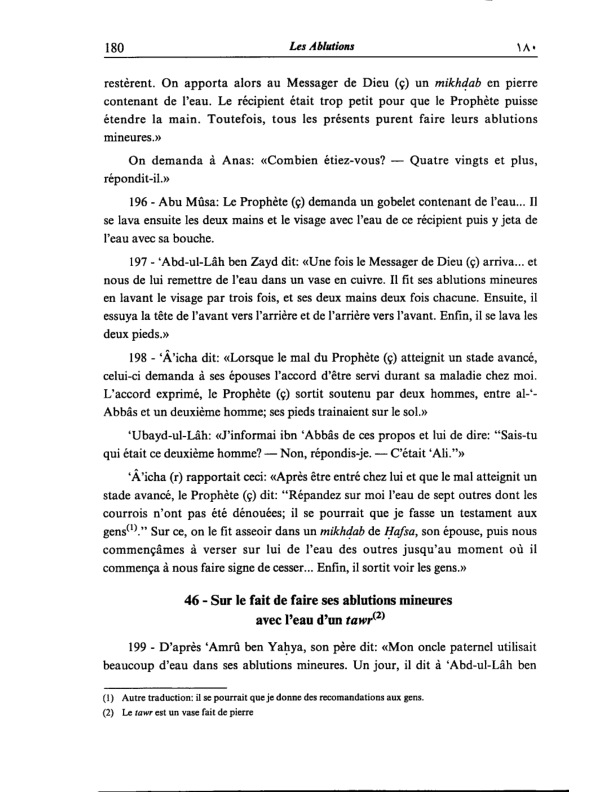 180 Les Ablutions ١٨٠
restèrent. On apporta alors au Messager de Dieu (ç) un mikhḍab en pierre
contenant de l'eau. Le récipient était trop petit pour que le Prophète puisse
étendre la main. Toutefois, tous les présents purent faire leurs ablutions
mineures.»
On demanda à Anas: «Combien étiez-vous? — Quatre vingts et plus,
répondit-il.»
196 - Abu Mûsa: Le Prophète (ç) demanda un gobelet contenant de l'eau... Il
se lava ensuite les deux mains et le visage avec l'eau de ce récipient puis y jeta de
l'eau avec sa bouche.
197 - ‘Abd-ul-Lâh ben Zayd dit: «Une fois le Messager de Dieu (ç) arriva... et
nous de lui remettre de l'eau dans un vase en cuivre. Il fit ses ablutions mineures
en lavant le visage par trois fois, et ses deux mains deux fois chacune. Ensuite, il
essuya la tête de l'avant vers l'arrière et de l'arrière vers l'avant. Enfin, il se lava les
deux pieds.»
198 - ‘Â'icha dit: «Lorsque le mal du Prophète (ç) atteignit un stade avancé,
celui-ci demanda à ses épouses l'accord d'être servi durant sa maladie chez moi.
L'accord exprimé, le Prophète (ç) sortit soutenu par deux hommes, entre al-‘-
Abbâs et un deuxième homme; ses pieds trainaient sur le sol.»
‘Ubayd-ul-Lâh: «J'informai ibn ‘Abbâs de ces propos et lui de dire: “Sais-tu
qui était ce deuxième homme? — Non, répondis-je. — C'était ‘Ali.”»
‘Â'icha (r) rapportait ceci: «Après être entré chez lui et que le mal atteignit un
stade avancé, le Prophète (ç) dit: “Répandez sur moi l'eau de sept outres dont les
courrois n'ont pas été dénouées; il se pourrait que je fasse un testament aux
gens(1).” Sur ce, on le fit asseoir dans un mikhḍab de Ḥafsa, son épouse, puis nous
commençâmes à verser sur lui de l'eau des outres jusqu'au moment où il
commença à nous faire signe de cesser... Enfin, il sortit voir les gens.»
46 - Sur le fait de faire ses ablutions mineures
avec l'eau d'un tawr(2)
199 - D'après ‘Amrû ben Yaḥya, son père dit: «Mon oncle paternel utilisait
beaucoup d'eau dans ses ablutions mineures. Un jour, il dit à ‘Abd-ul-Lâh ben
(1) Autre traduction: il se pourrait que je donne des recomandations aux gens.
(2) Le tawr est un vase fait de pierre